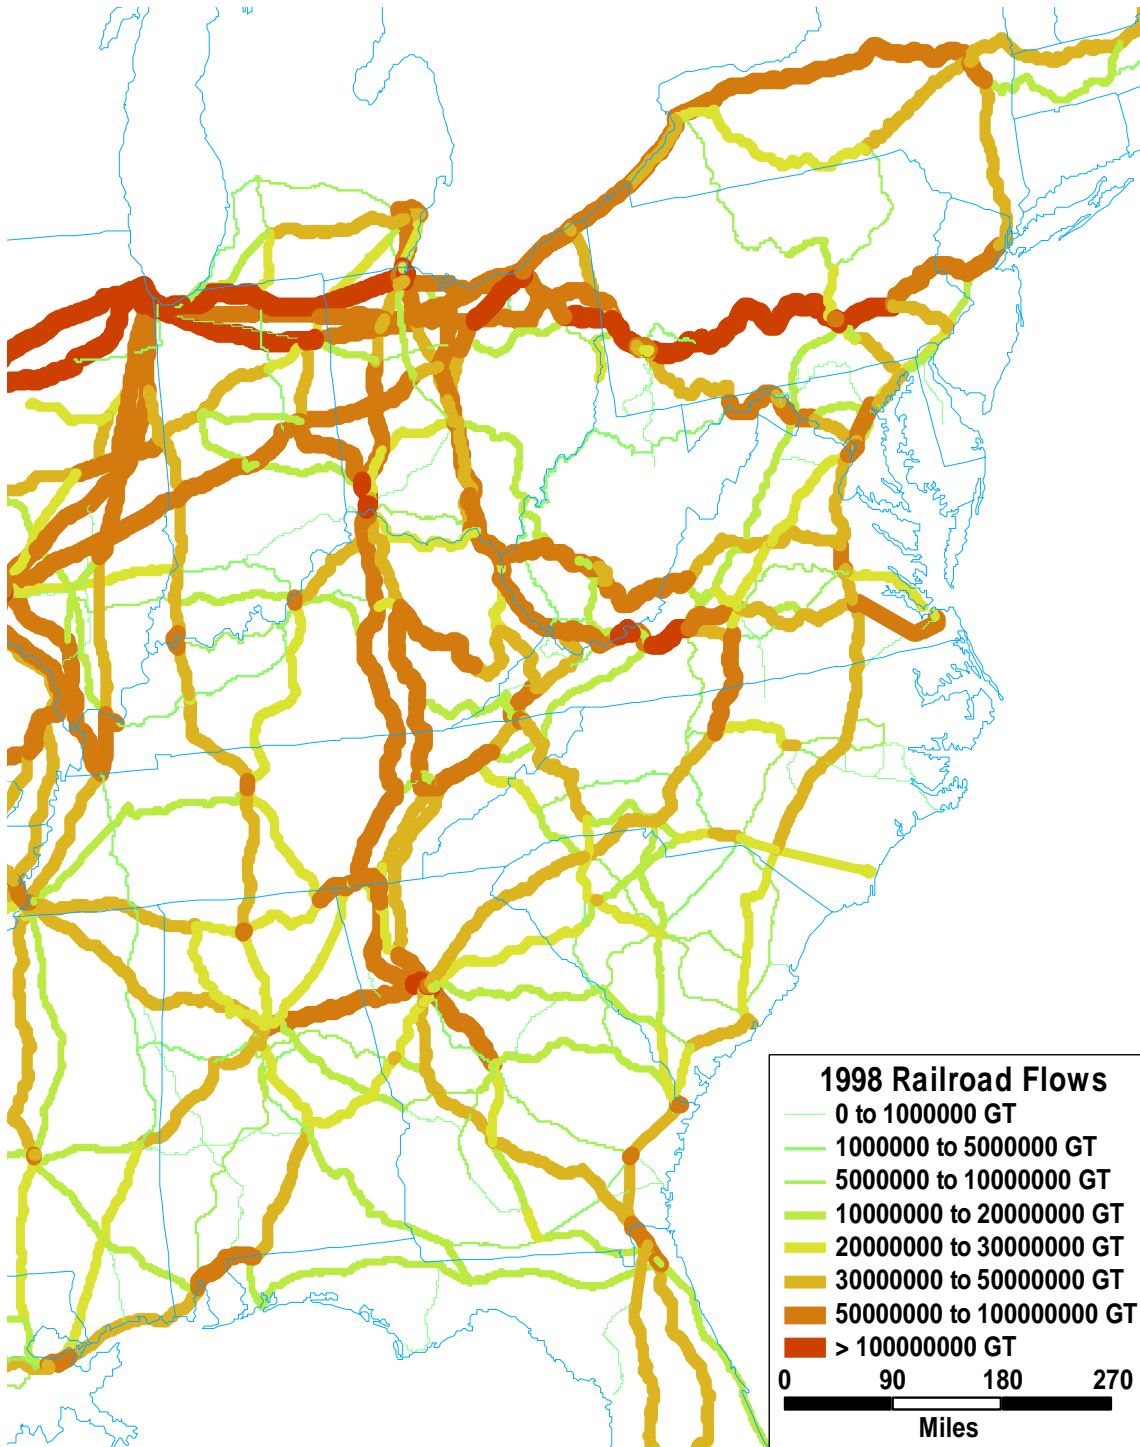 1998 Railroad Flows
0 to 1000000 GT
1000000 to 5000000 GT
5000000 to 10000000 GT
10000000 to 20000000 GT
20000000 to 30000000 GT
30000000 to 50000000 GT
50000000 to 100000000 GT
> 100000000 GT
0 90 180 270
Miles